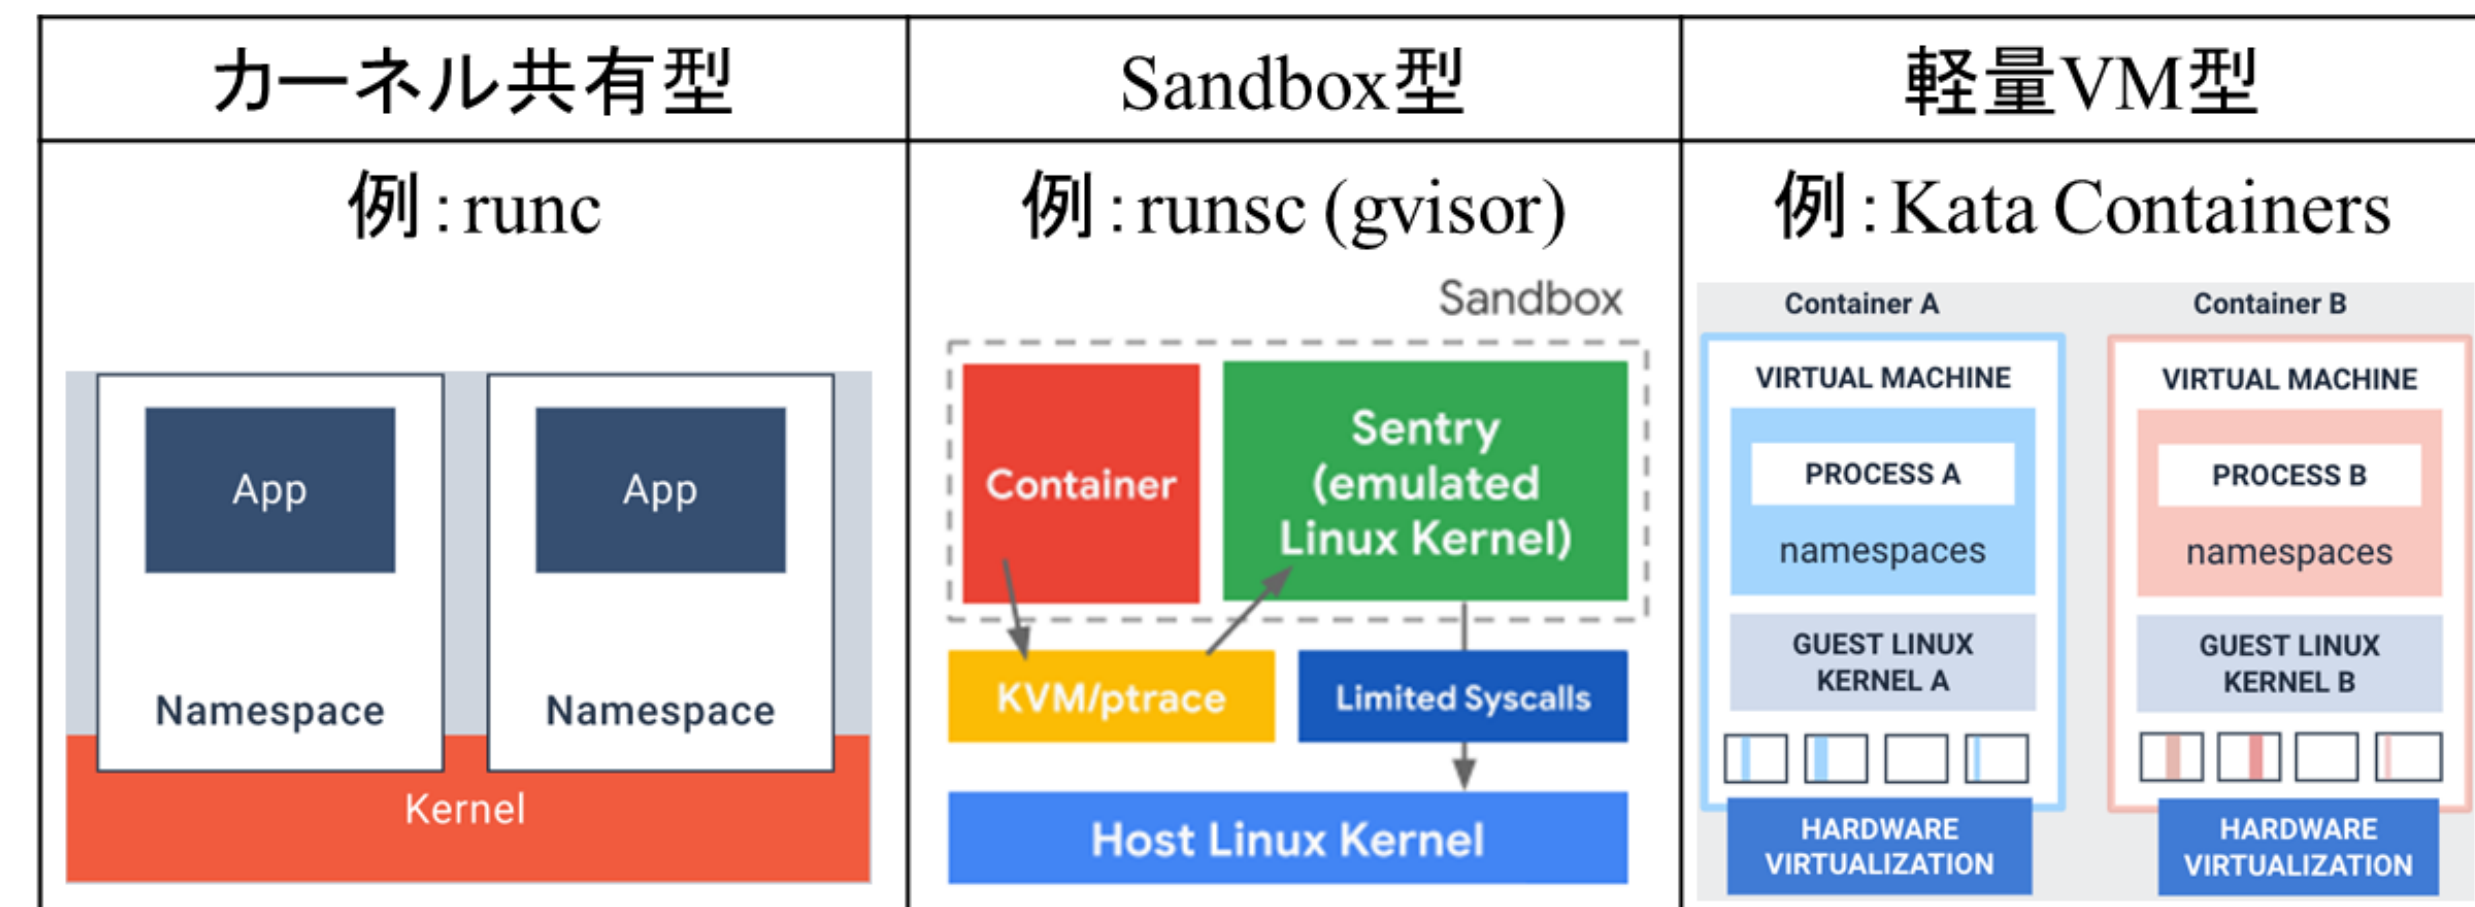 カーネル共有型
Sandbox型
軽量VM型
例：runc
例：runsc (gvisor)
例：Kata Containers
App
App
Namespace
Namespace
Kernel
Sandbox
Container
Sentry
(emulated
Linux Kernel)
KVM/ptrace
Limited Syscalls
Host Linux Kernel
Container A
Container B
VIRTUAL MACHINE
PROCESS A
namespaces
GUEST LINUX
KERNEL A
HARDWARE
VIRTUALIZATION
VIRTUAL MACHINE
PROCESS B
namespaces
GUEST LINUX
KERNEL B
HARDWARE
VIRTUALIZATION